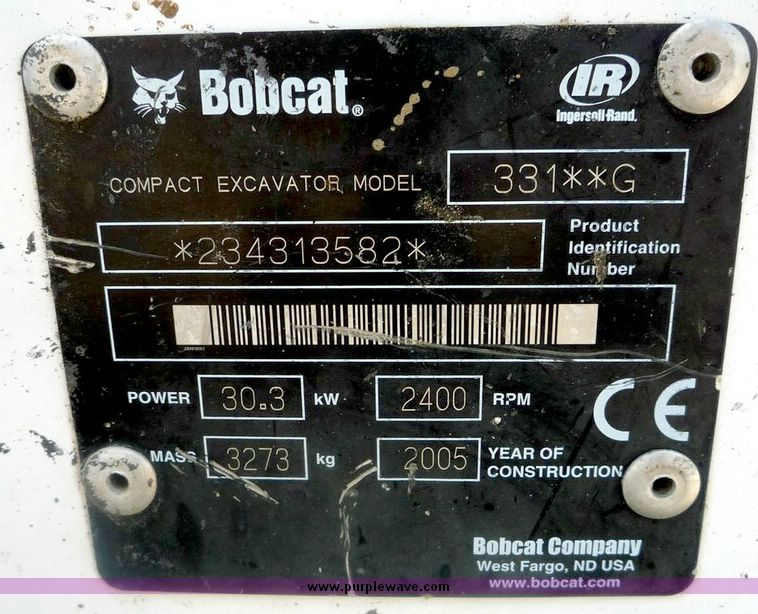 Bobcat®
IR
Ingersoll-Rand.
COMPACT EXCAVATOR MODEL 331**G
*234313582*
Product
Identification
Number
234313582
POWER 30.3 kW 2400 RPM
CE
MASS 3273 kg 2005 YEAR OF
CONSTRUCTION
Bobcat Company
West Fargo, ND USA
www.bobcat.com
www.purplewave.com